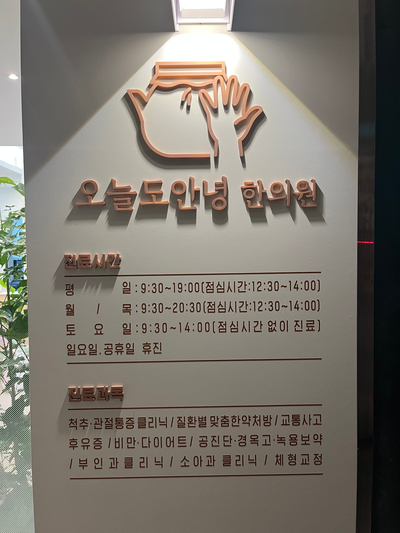 오늘도안녕 한의원
진료시간
평 일 : 9:30~19:00(점심시간:12:30~14:00)
월 / 목 : 9:30~20:30(점심시간:12:30~14:00)
토 요 일 : 9:30~14:00(점심시간 없이 진료)
일요일.공휴일 휴진
진료과목
척추·관절통증클리닉/질환별 맞춤한약처방/교통사고
후유증 /비만·다이어트/ 공진단·경옥고·녹용보약
/ 부인과클리닉 / 소아과 클리닉 / 체형교정